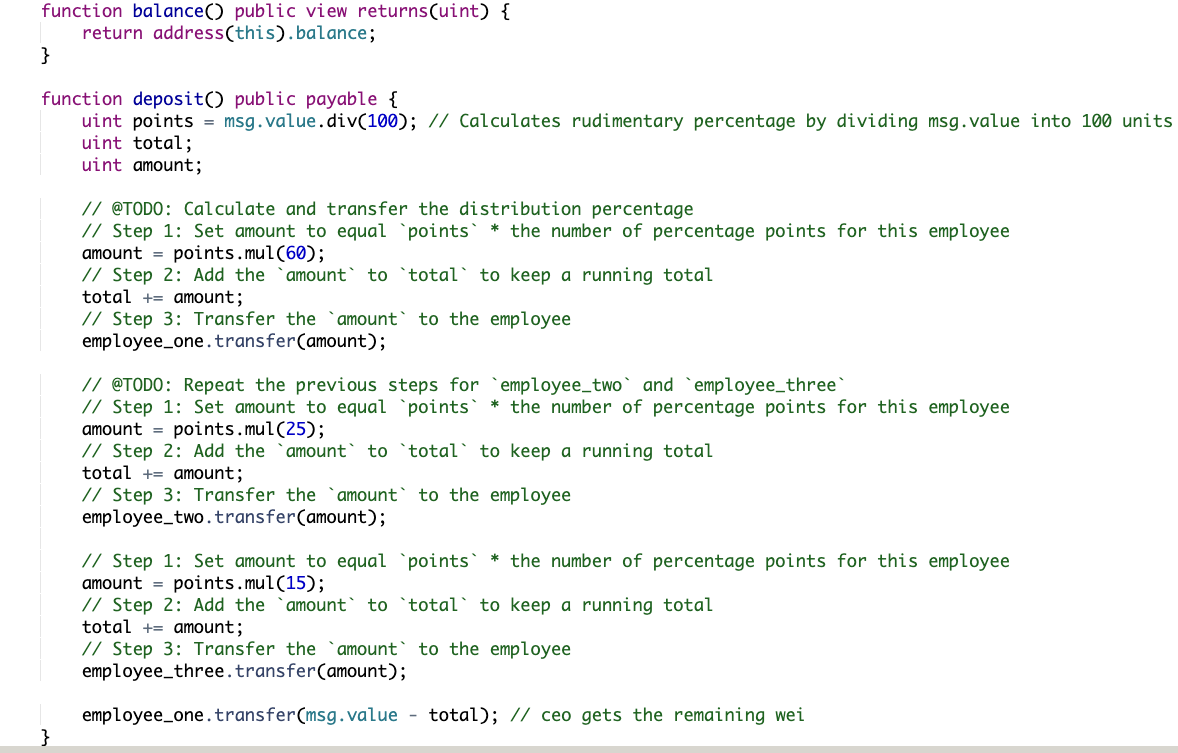 function balance() public view returns(uint) {
return address(this).balance;
}
function deposit() public payable {
uint points = msg.value.div(100); // Calculates rudimentary percentage by dividing msg.value into 100 units
uint total;
uint amount;
// @TODO: Calculate and transfer the distribution percentage
// Step 1: Set amount to equal `points` * the number of percentage points for this employee
amount = points.mul(60);
// Step 2: Add the `amount` to `total` to keep a running total
total += amount;
// Step 3: Transfer the `amount` to the employee
employee_one.transfer(amount);
// @TODO: Repeat the previous steps for `employee_two` and `employee_three`
// Step 1: Set amount to equal `points` * the number of percentage points for this employee
amount = points.mul(25);
// Step 2: Add the `amount` to `total` to keep a running total
total += amount;
// Step 3: Transfer the `amount` to the employee
employee_two.transfer(amount);
// Step 1: Set amount to equal `points` * the number of percentage points for this employee
amount = points.mul(15);
// Step 2: Add the `amount` to `total` to keep a running total
total += amount;
// Step 3: Transfer the `amount` to the employee
employee_three.transfer(amount);
employee_one.transfer(msg.value - total); // ceo gets the remaining wei
}